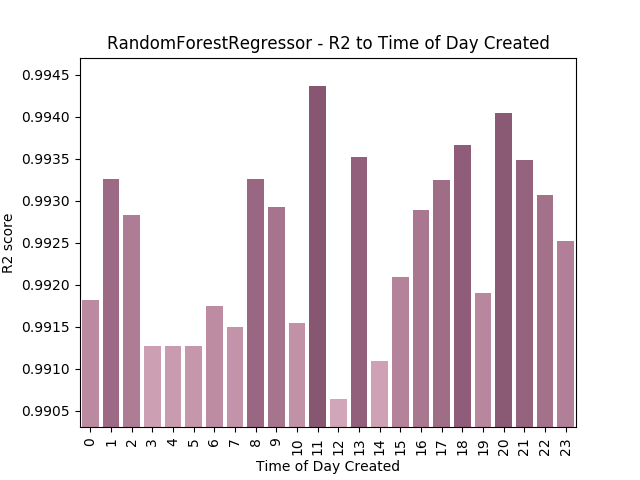 RandomForestRegressor - R2 to Time of Day Created
0.9945
0.9940
0.9935
0.9930
0.9925
0.9920
0.9915
0.9910
0.9905
R2 score
0 1 2 3 4 5 6 7 8 9 10 11 12 13 14 15 16 17 18 19 20 21 22 23
Time of Day Created